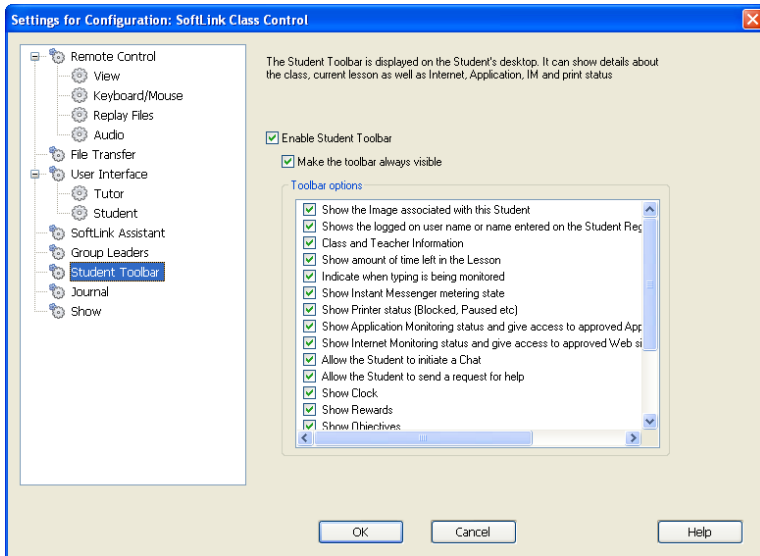 Settings for Configuration: SoftLink Class Control
Remote Control
View
Keyboard/Mouse
Replay Files
Audio
File Transfer
User Interface
Tutor
Student
SoftLink Assistant
Group Leaders
Student Toolbar
Journal
Show
The Student Toolbar is displayed on the Student's desktop. It can show details about
the class, current lesson as well as Internet, Application, IM and print status
Enable Student Toolbar
Make the toolbar always visible
Toolbar options
Show the Image associated with this Student
Shows the logged on user name or name entered on the Student Reg
Class and Teacher Information
Show amount of time left in the Lesson
Indicate when typing is being monitored
Show Instant Messenger metering state
Show Printer status (Blocked, Paused etc)
Show Application Monitoring status and give access to approved App
Show Internet Monitoring status and give access to approved Web si
Allow the Student to initiate a Chat
Allow the Student to send a request for help
Show Clock
Show Rewards
Show Objectives
OK
Cancel
Help